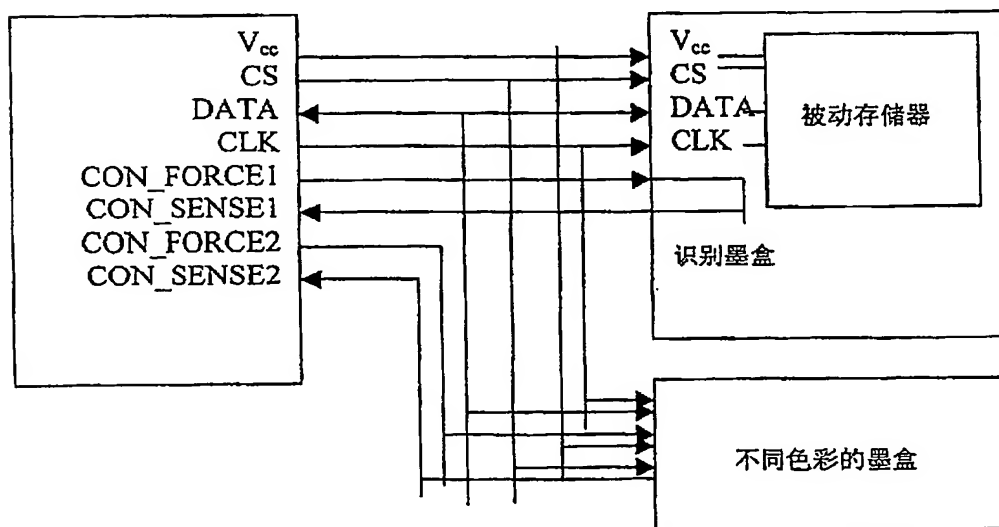 Vcc
CS
DATA
CLK
CON_FORCE1
CON_SENSE1
CON_FORCE2
CON_SENSE2
Vcc
CS
DATA
CLK
被动存储器
识别墨盒
不同色彩的墨盒